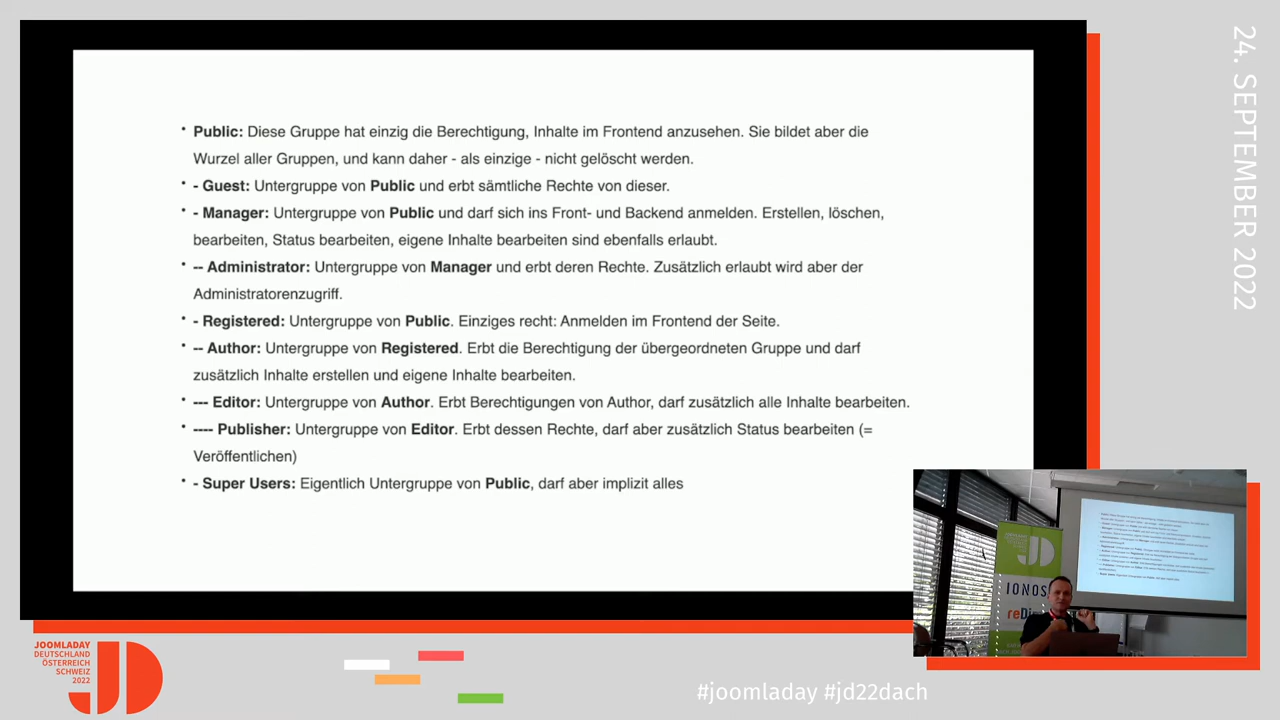 Public: Diese Gruppe hat einzig die Berechtigung, Inhalte im Frontend anzusehen. Sie bildet aber die
Wurzel aller Gruppen, und kann daher - als einzige - nicht gelöscht werden.
- Guest: Untergruppe von Public und erbt sämtliche Rechte von dieser.
- Manager: Untergruppe von Public und darf sich ins Front- und Backend anmelden. Erstellen, löschen,
bearbeiten, Status bearbeiten, eigene Inhalte bearbeiten sind ebenfalls erlaubt.
-- Administrator: Untergruppe von Manager und erbt deren Rechte. Zusätzlich erlaubt wird aber der
Administratorenzugriff.
- Registered: Untergruppe von Public. Einziges recht: Anmelden im Frontend der Seite.
-- Author: Untergruppe von Registered. Erbt die Berechtigung der übergeordneten Gruppe und darf
zusätzlich Inhalte erstellen und eigene Inhalte bearbeiten.
--- Editor: Untergruppe von Author. Erbt Berechtigungen von Author, darf zusätzlich alle Inhalte bearbeiten.
---- Publisher: Untergruppe von Editor. Erbt dessen Rechte, darf aber zusätzlich Status bearbeiten (=
Veröffentlichen)
- Super Users: Eigentlich Untergruppe von Public, darf aber implizit alles
24. SEPTEMBER 2022
IONOS
JOOMLADAY
DEUTSCHLAND
ÖSTERREICH
SCHWEIZ
2022
JD
#joomladay #jd22dach